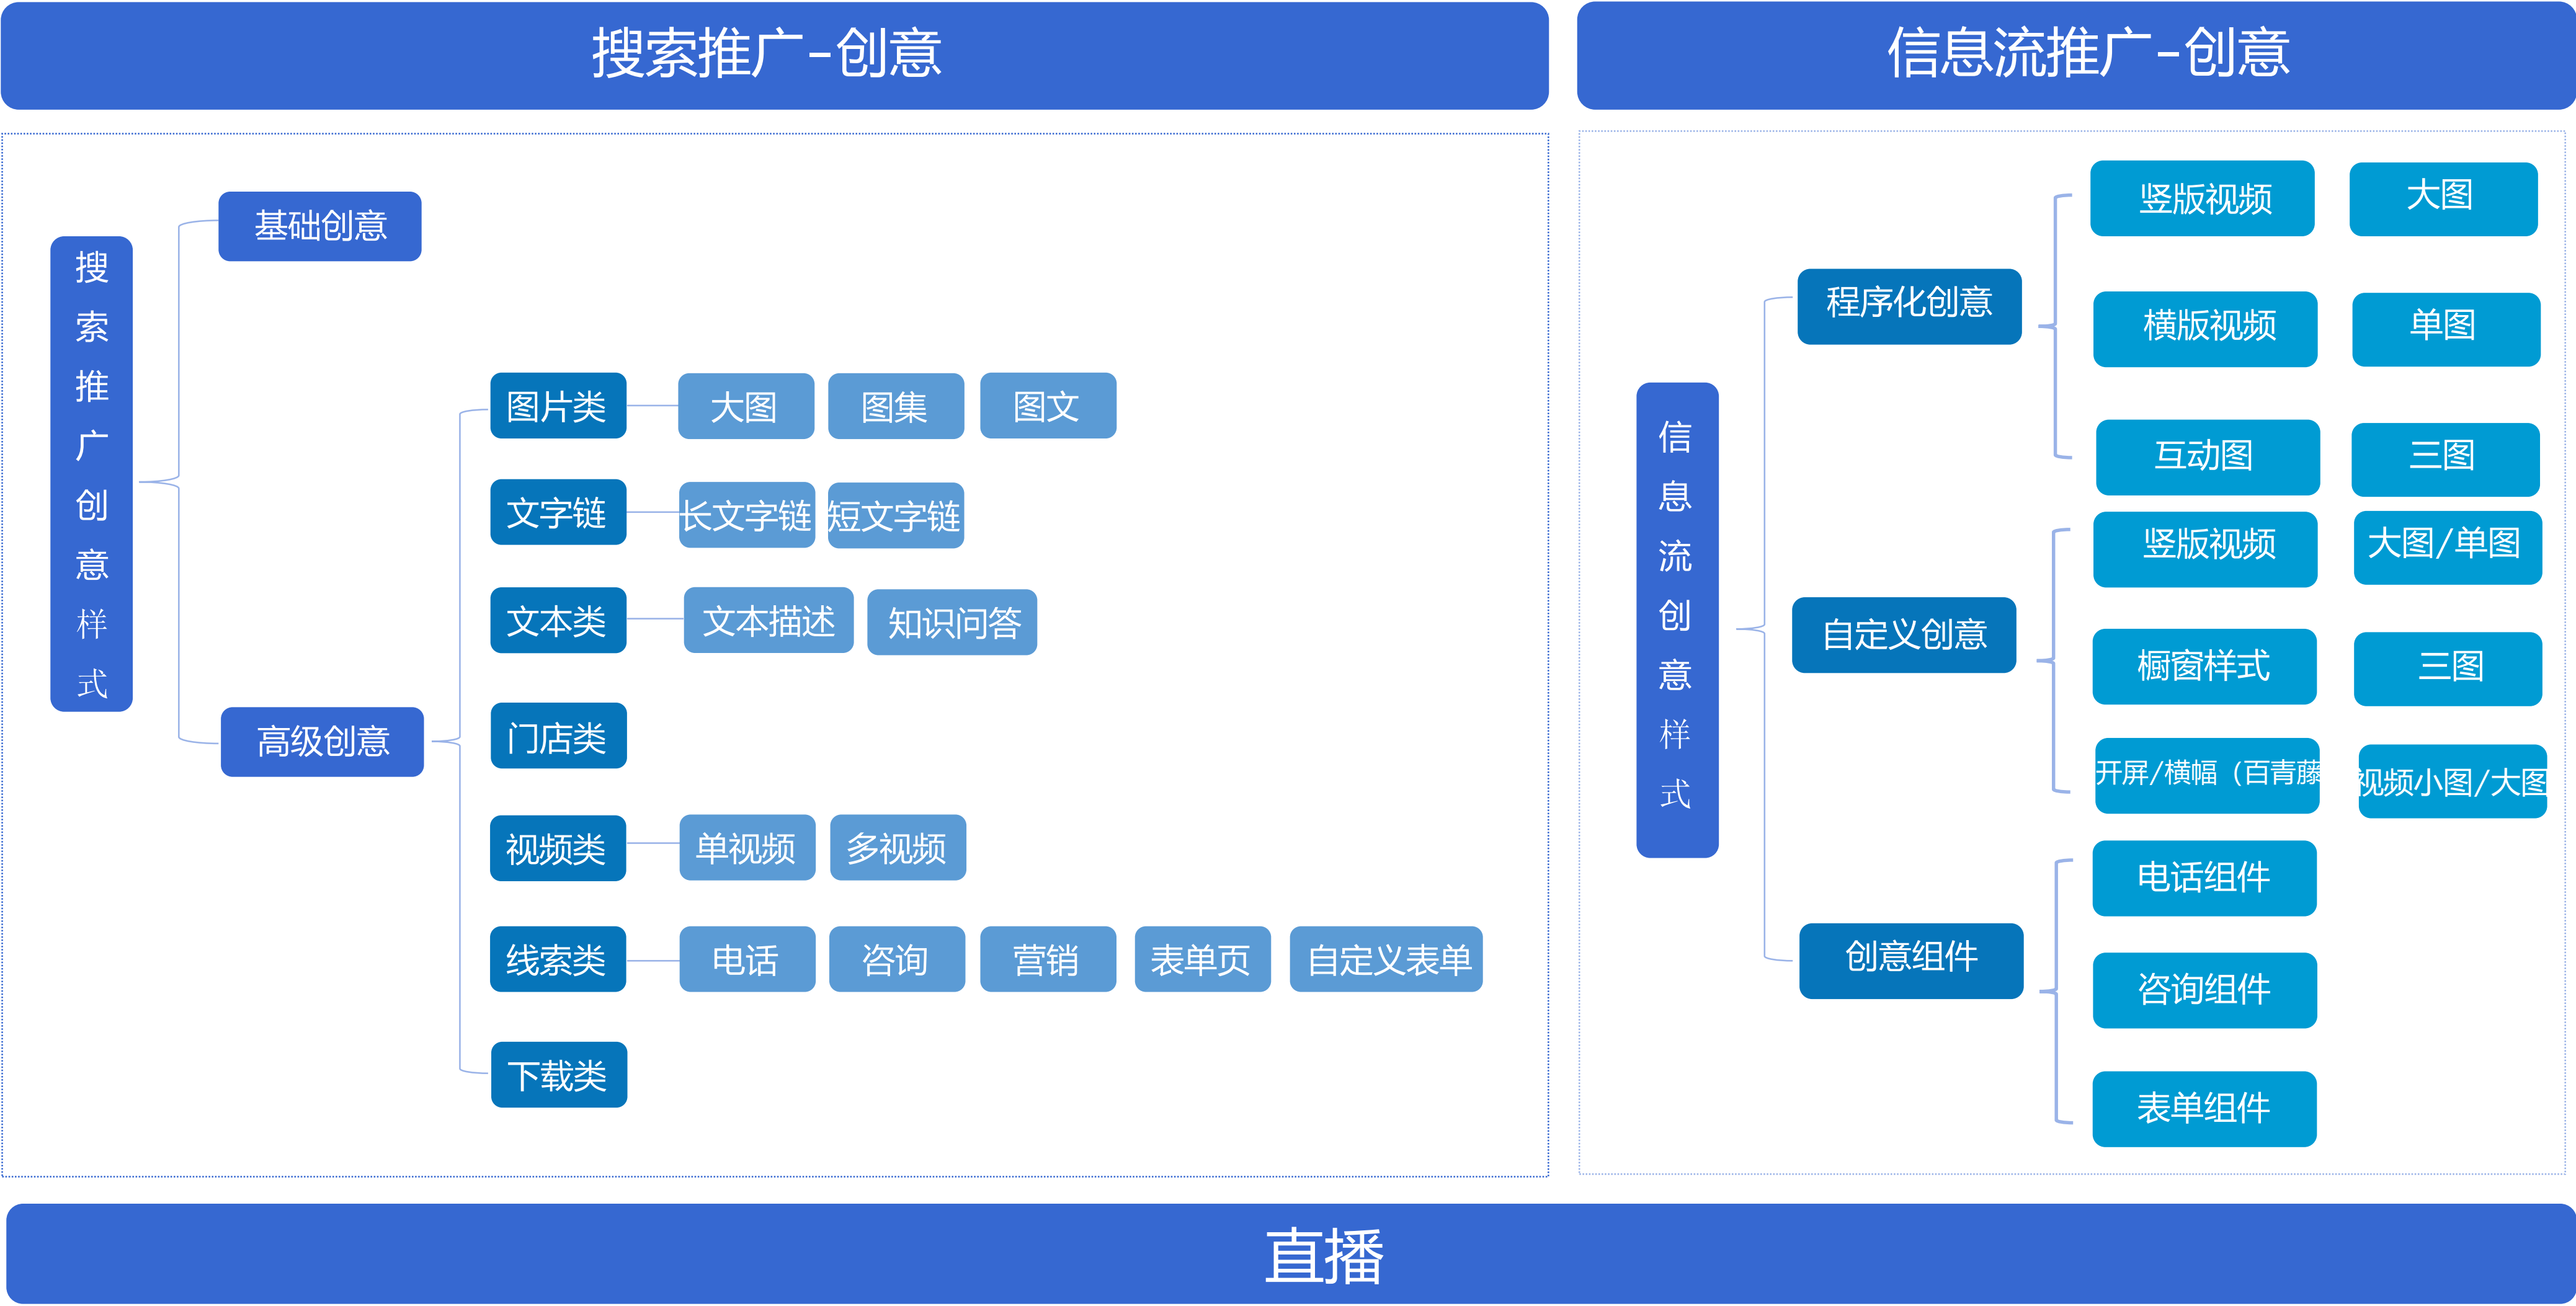 搜索推广-创意
搜索推广创意样式
基础创意
高级创意
图片类
大图
图集
图文
文字链
长文字链
短文字链
文本类
文本描述
知识问答
门店类
视频类
单视频
多视频
线索类
电话
咨询
营销
表单页
自定义表单
下载类
信息流推广-创意
信息流创意样式
程序化创意
竖版视频
大图
横版视频
单图
互动图
三图
自定义创意
竖版视频
大图/单图
橱窗样式
三图
开屏/横幅（百青藤
视频小图/大图
创意组件
电话组件
咨询组件
表单组件
直播